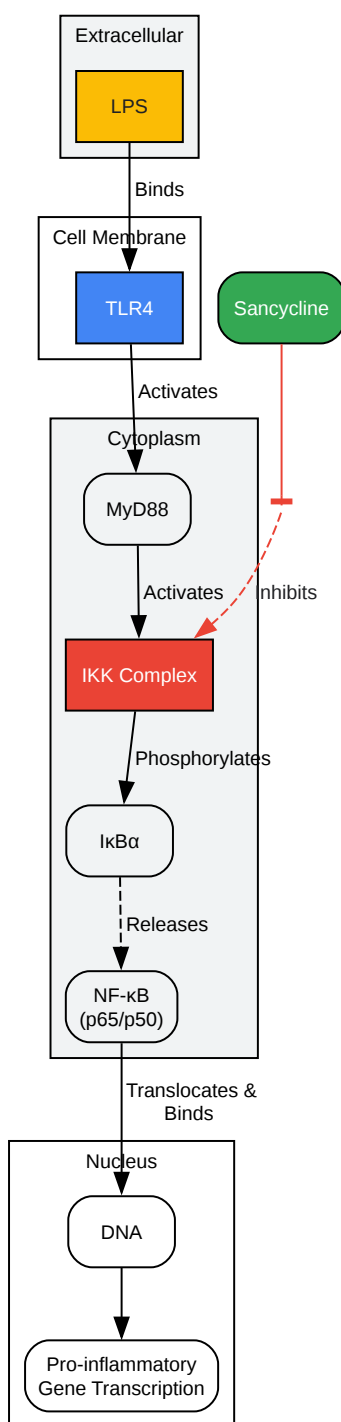 Extracellular
LPS
Binds
Cell Membrane
TLR4
Sancycline
Activates
Cytoplasm
MyD88
Activates
Inhibits
IKK Complex
Phosphorylates
IκBα
Releases
NF-κB
(p65/p50)
Translocates &
Binds
Nucleus
DNA
Pro-inflammatory
Gene Transcription